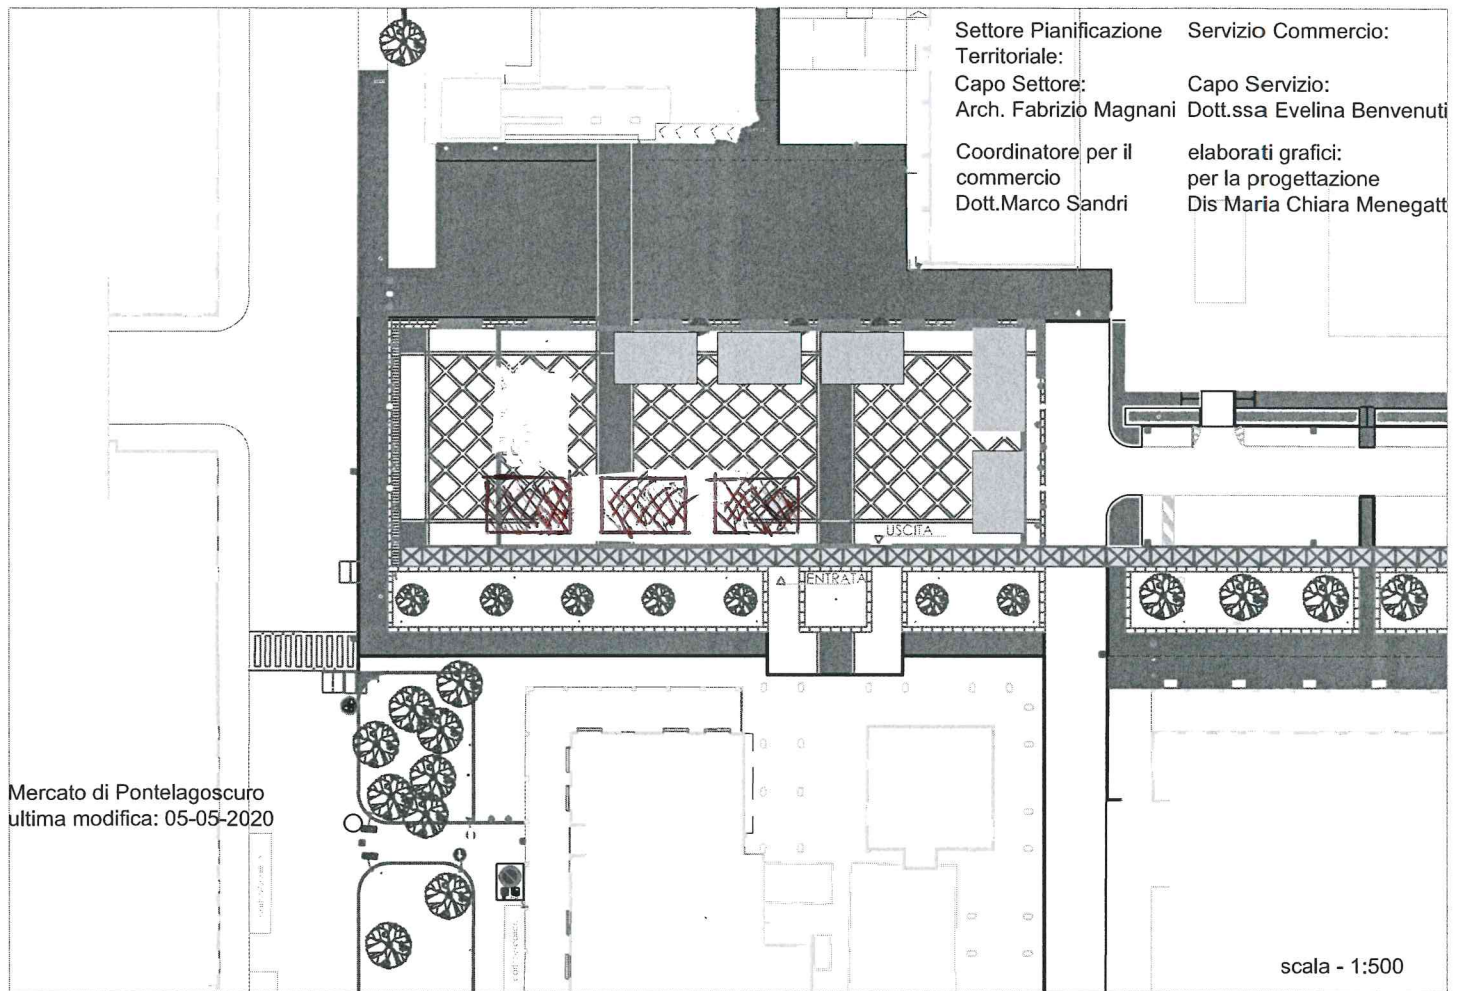 Settore Pianificazione
Territoriale:
Capo Settore:
Arch. Fabrizio Magnani
Servizio Commercio:
Capo Servizio:
Dott.ssa Evelina Benvenuti
Coordinatore per il
commercio
Dott.Marco Sandri
elaborati grafici:
per la progettazione
Dis Maria Chiara Menegatt
USCITA
ENTRATA
Mercato di Pontelagoscuro
ultima modifica: 05-05-2020
scala - 1:500